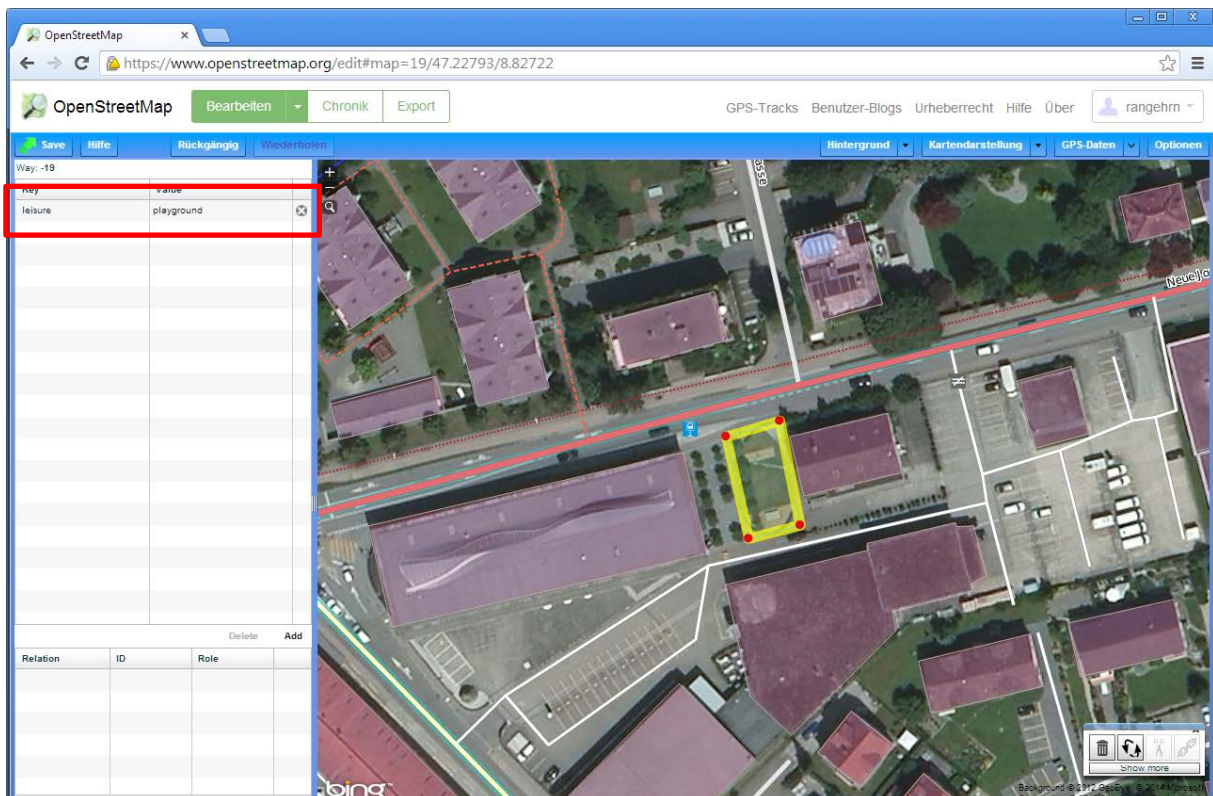 OpenStreetMap
https://www.openstreetmap.org/edit#map=19/47.22793/8.82722
OpenStreetMap Bearbeiten Chronik Export GPS-Tracks Benutzer-Blogs Urheberrecht Hilfe Über rangehrn
Save Hilfe Rückgängig Wiederholen Hintergrund Kartendarstellung GPS-Daten Optionen
Way: -19
Key Value
leisure playground
asse
Neue Jo
Delete Add
Relation ID Role
Show more
bing
Background © 2012 GeoEye, © 2014 Microsoft